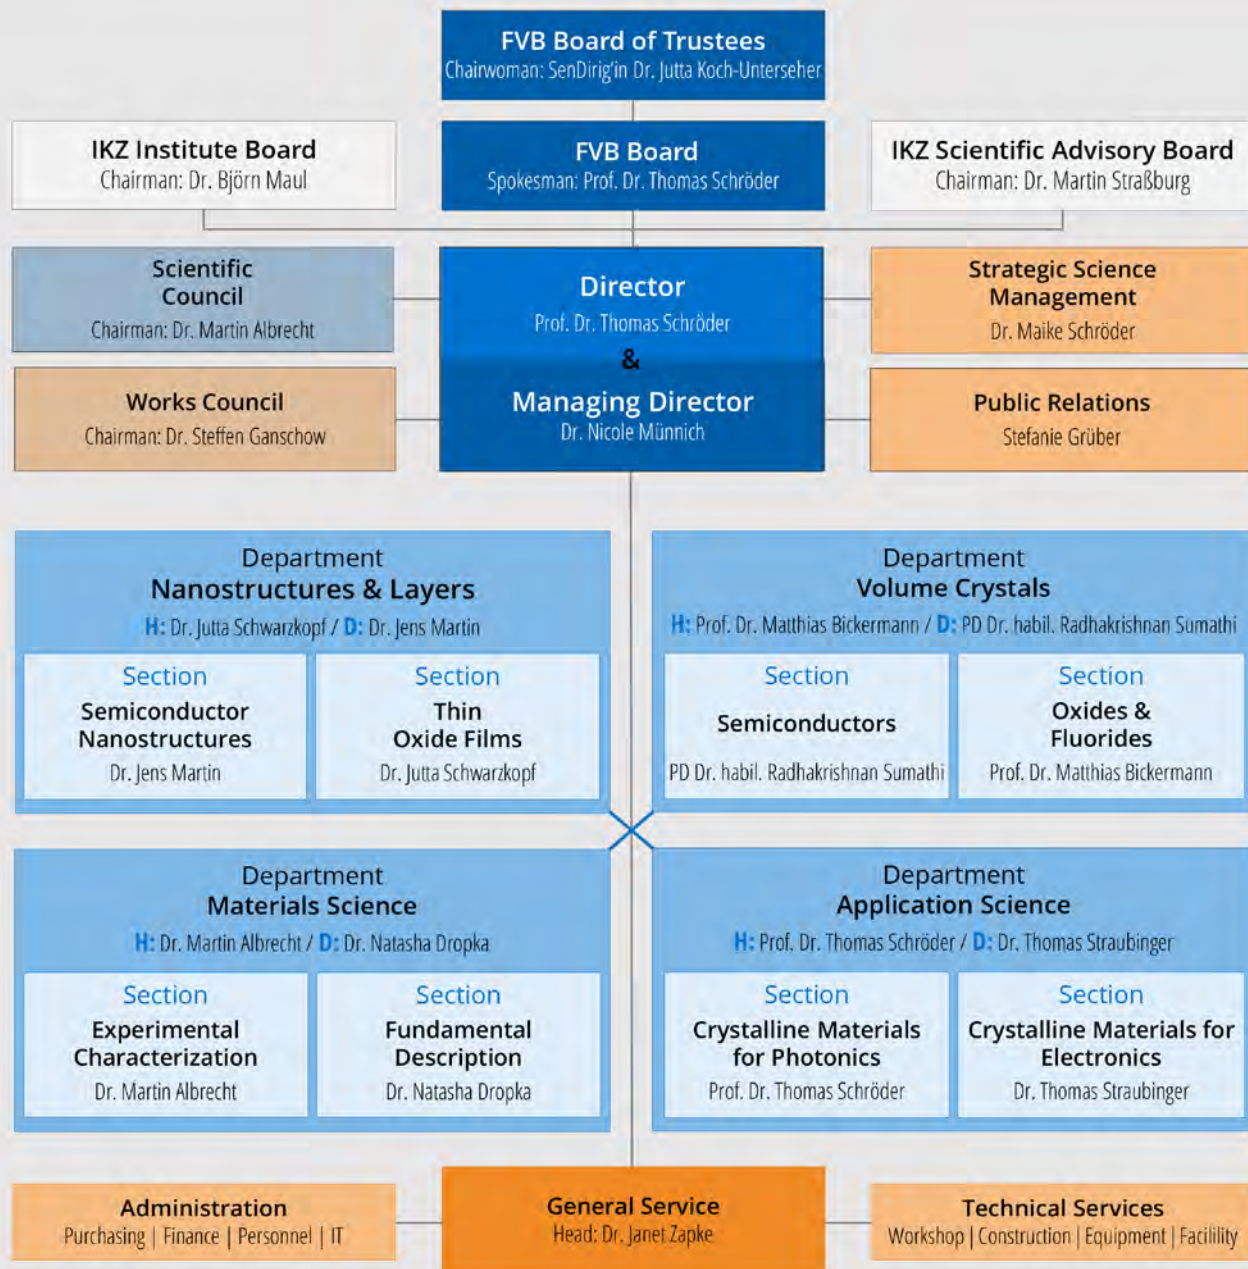 FVB Board of Trustees
Chairwoman: SenDirig'in Dr. Jutta Koch-Unterseher
IKZ Institute Board
Chairman: Dr. Björn Maul
FVB Board
Spokesman: Prof. Dr. Thomas Schröder
IKZ Scientific Advisory Board
Chairman: Dr. Martin Straßburg
Scientific
Council
Chairman: Dr. Martin Albrecht
Director
Prof. Dr. Thomas Schröder
&
Managing Director
Dr. Nicole Münnich
Strategic Science
Management
Dr. Maike Schröder
Works Council
Chairman: Dr. Steffen Ganschow
Public Relations
Stefanie Grüber
Department
Nanostructures & Layers
H: Dr. Jutta Schwarzkopf / D: Dr. Jens Martin
Section
Semiconductor
Nanostructures
Dr. Jens Martin
Section
Thin
Oxide Films
Dr. Jutta Schwarzkopf
Department
Volume Crystals
H: Prof. Dr. Matthias Bickermann / D: PD Dr. habil. Radhakrishnan Sumathi
Section
Semiconductors
PD Dr. habil. Radhakrishnan Sumathi
Section
Oxides &
Fluorides
Prof. Dr. Matthias Bickermann
Department
Materials Science
H: Dr. Martin Albrecht / D: Dr. Natasha Dropka
Section
Experimental
Characterization
Dr. Martin Albrecht
Section
Fundamental
Description
Dr. Natasha Dropka
Department
Application Science
H: Prof. Dr. Thomas Schröder / D: Dr. Thomas Straubinger
Section
Crystalline Materials
for Photonics
Prof. Dr. Thomas Schröder
Section
Crystalline Materials for
Electronics
Dr. Thomas Straubinger
Administration
Purchasing | Finance | Personnel | IT
General Service
Head: Dr. Janet Zapke
Technical Services
Workshop | Construction | Equipment | Facilility